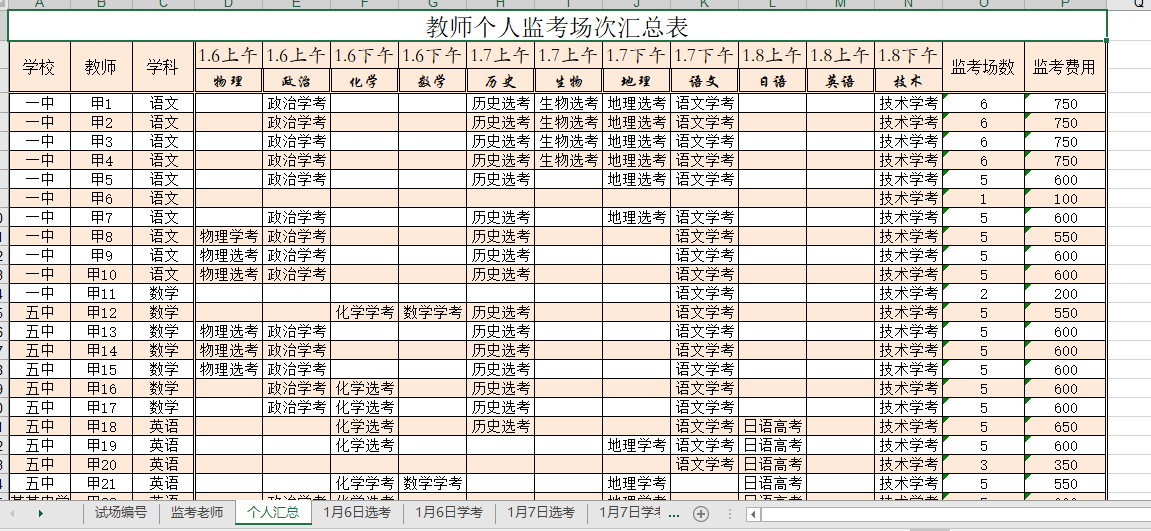 A B C D E F G H I J K L M N O P Q
教师个人监考场次汇总表
学校 教师 学科 1.6上午 1.6上午 1.6下午 1.6下午 1.7上午 1.7上午 1.7下午 1.7下午 1.8上午 1.8上午 1.8下午 监考场数 监考费用
物理 政治 化学 数学 历史 生物 地理 语文 日语 英语 技术
一中 甲1 语文 政治学考 历史选考 生物选考 地理选考 语文学考 技术学考 6 750
一中 甲2 语文 政治学考 历史选考 生物选考 地理选考 语文学考 技术学考 6 750
一中 甲3 语文 政治学考 历史选考 生物选考 地理选考 语文学考 技术学考 6 750
一中 甲4 语文 政治学考 历史选考 生物选考 地理选考 语文学考 技术学考 6 750
一中 甲5 语文 政治学考 历史选考 地理选考 语文学考 技术学考 5 600
一中 甲6 语文 技术学考 1 100
一中 甲7 语文 政治学考 历史选考 地理选考 语文学考 技术学考 5 600
一中 甲8 语文 物理学考 政治学考 历史选考 语文学考 技术学考 5 550
一中 甲9 语文 物理选考 政治学考 历史选考 语文学考 技术学考 5 600
一中 甲10 语文 物理选考 政治学考 历史选考 语文学考 技术学考 5 600
一中 甲11 数学 语文学考 技术学考 2 200
五中 甲12 数学 化学学考 数学学考 历史选考 语文学考 技术学考 5 550
五中 甲13 数学 物理选考 政治学考 历史选考 语文学考 技术学考 5 600
五中 甲14 数学 物理选考 政治学考 历史选考 语文学考 技术学考 5 600
五中 甲15 数学 物理选考 政治学考 历史选考 语文学考 技术学考 5 600
五中 甲16 数学 政治学考 化学选考 历史选考 语文学考 技术学考 5 600
五中 甲17 数学 政治学考 化学选考 历史选考 语文学考 技术学考 5 600
五中 甲18 英语 化学选考 历史选考 语文学考 日语高考 技术学考 5 650
五中 甲19 英语 化学选考 地理学考 语文学考 日语高考 技术学考 5 600
五中 甲20 英语 语文学考 日语高考 技术学考 3 350
五中 甲21 英语 化学学考 数学学考 地理学考 日语高考 技术学考 5 550
试场编号 监考老师 个人汇总 1月6日选考 1月6日学考 1月7日选考 1月7日学考 ...